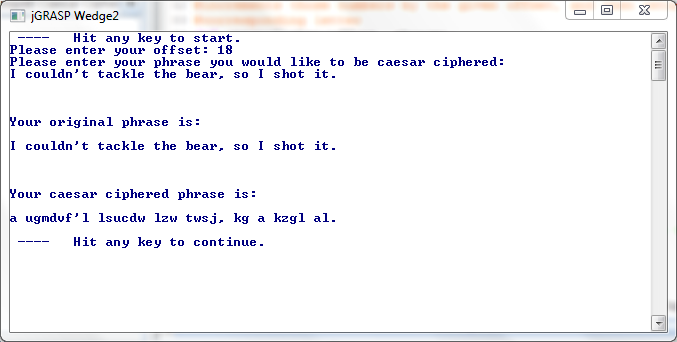 jGRASP Wedge2
---- Hit any key to start.
Please enter your offset: 18
Please enter your phrase you would like to be caesar ciphered:
I couldn't tackle the bear, so I shot it.
Your original phrase is:
I couldn't tackle the bear, so I shot it.
Your caesar ciphered phrase is:
a ugmdvf'l lsucdw lzw twsj, kg a kzgl al.
---- Hit any key to continue.